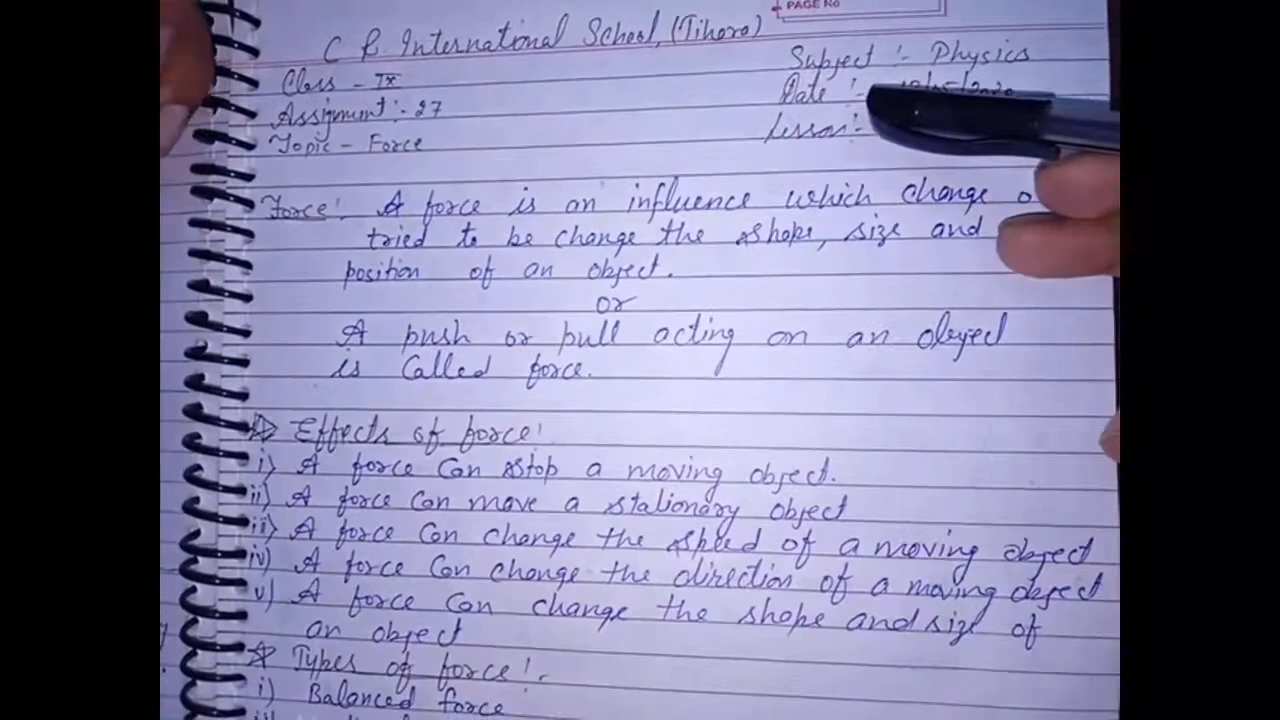 PAGE No
C R International School, (Tihora)
Subject :- Physics
Class - IX
Date :-
Assignment :- 27
Lesson :-
Topic - Force
Force : A force is an influence which change
tried to be change the shape, size and
position of an object.
or
A push or pull acting on an object
is called force.
Effects of force :
i) A force can stop a moving object.
ii) A force can move a stationary object
iii) A force can change the speed of a moving object
iv) A force can change the direction of a moving object
v) A force can change the shape and size of
an object
Types of force :-
i) Balanced force